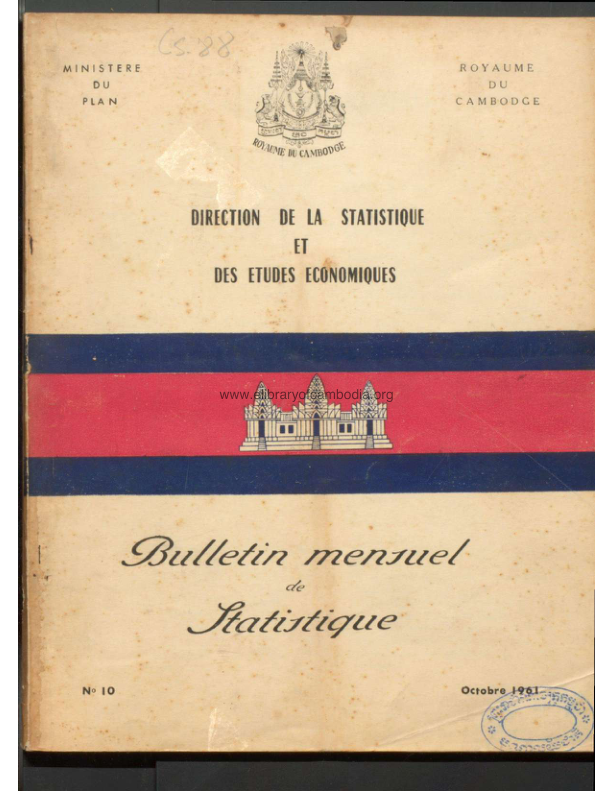 Cs. 88
MINISTERE
DU
PLAN
ROYAUME
DU
CAMBODGE
ROYAUME DU CAMBODGE
DIRECTION DE LA STATISTIQUE
ET
DES ETUDES ECONOMIQUES
www.elibraryofcambodia.org
Bulletin mensuel
de
Statistique
Nº 10
Octobre 1961